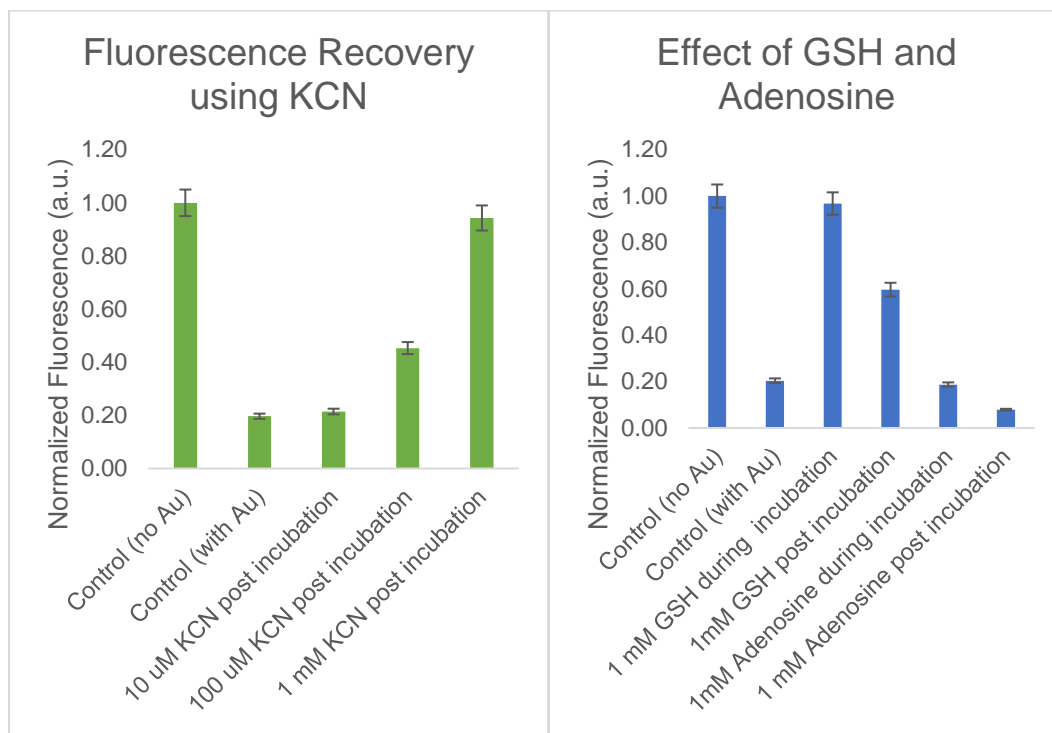 Fluorescence Recovery
using KCN
Normalized Fluorescence (a.u.)
1.20
1.00
0.80
0.60
0.40
0.20
0.00
Control (no Au)
Control (with Au)
10 uM KCN post incubation
100 uM KCN post incubation
1 mM KCN post incubation
Effect of GSH and
Adenosine
Normalized Fluorescence (a.u.)
1.20
1.00
0.80
0.60
0.40
0.20
0.00
Control (no Au)
Control (with Au)
1 mM GSH during incubation
1mM GSH post incubation
1mM Adenosine during incubation
1 mM Adenosine post incubation